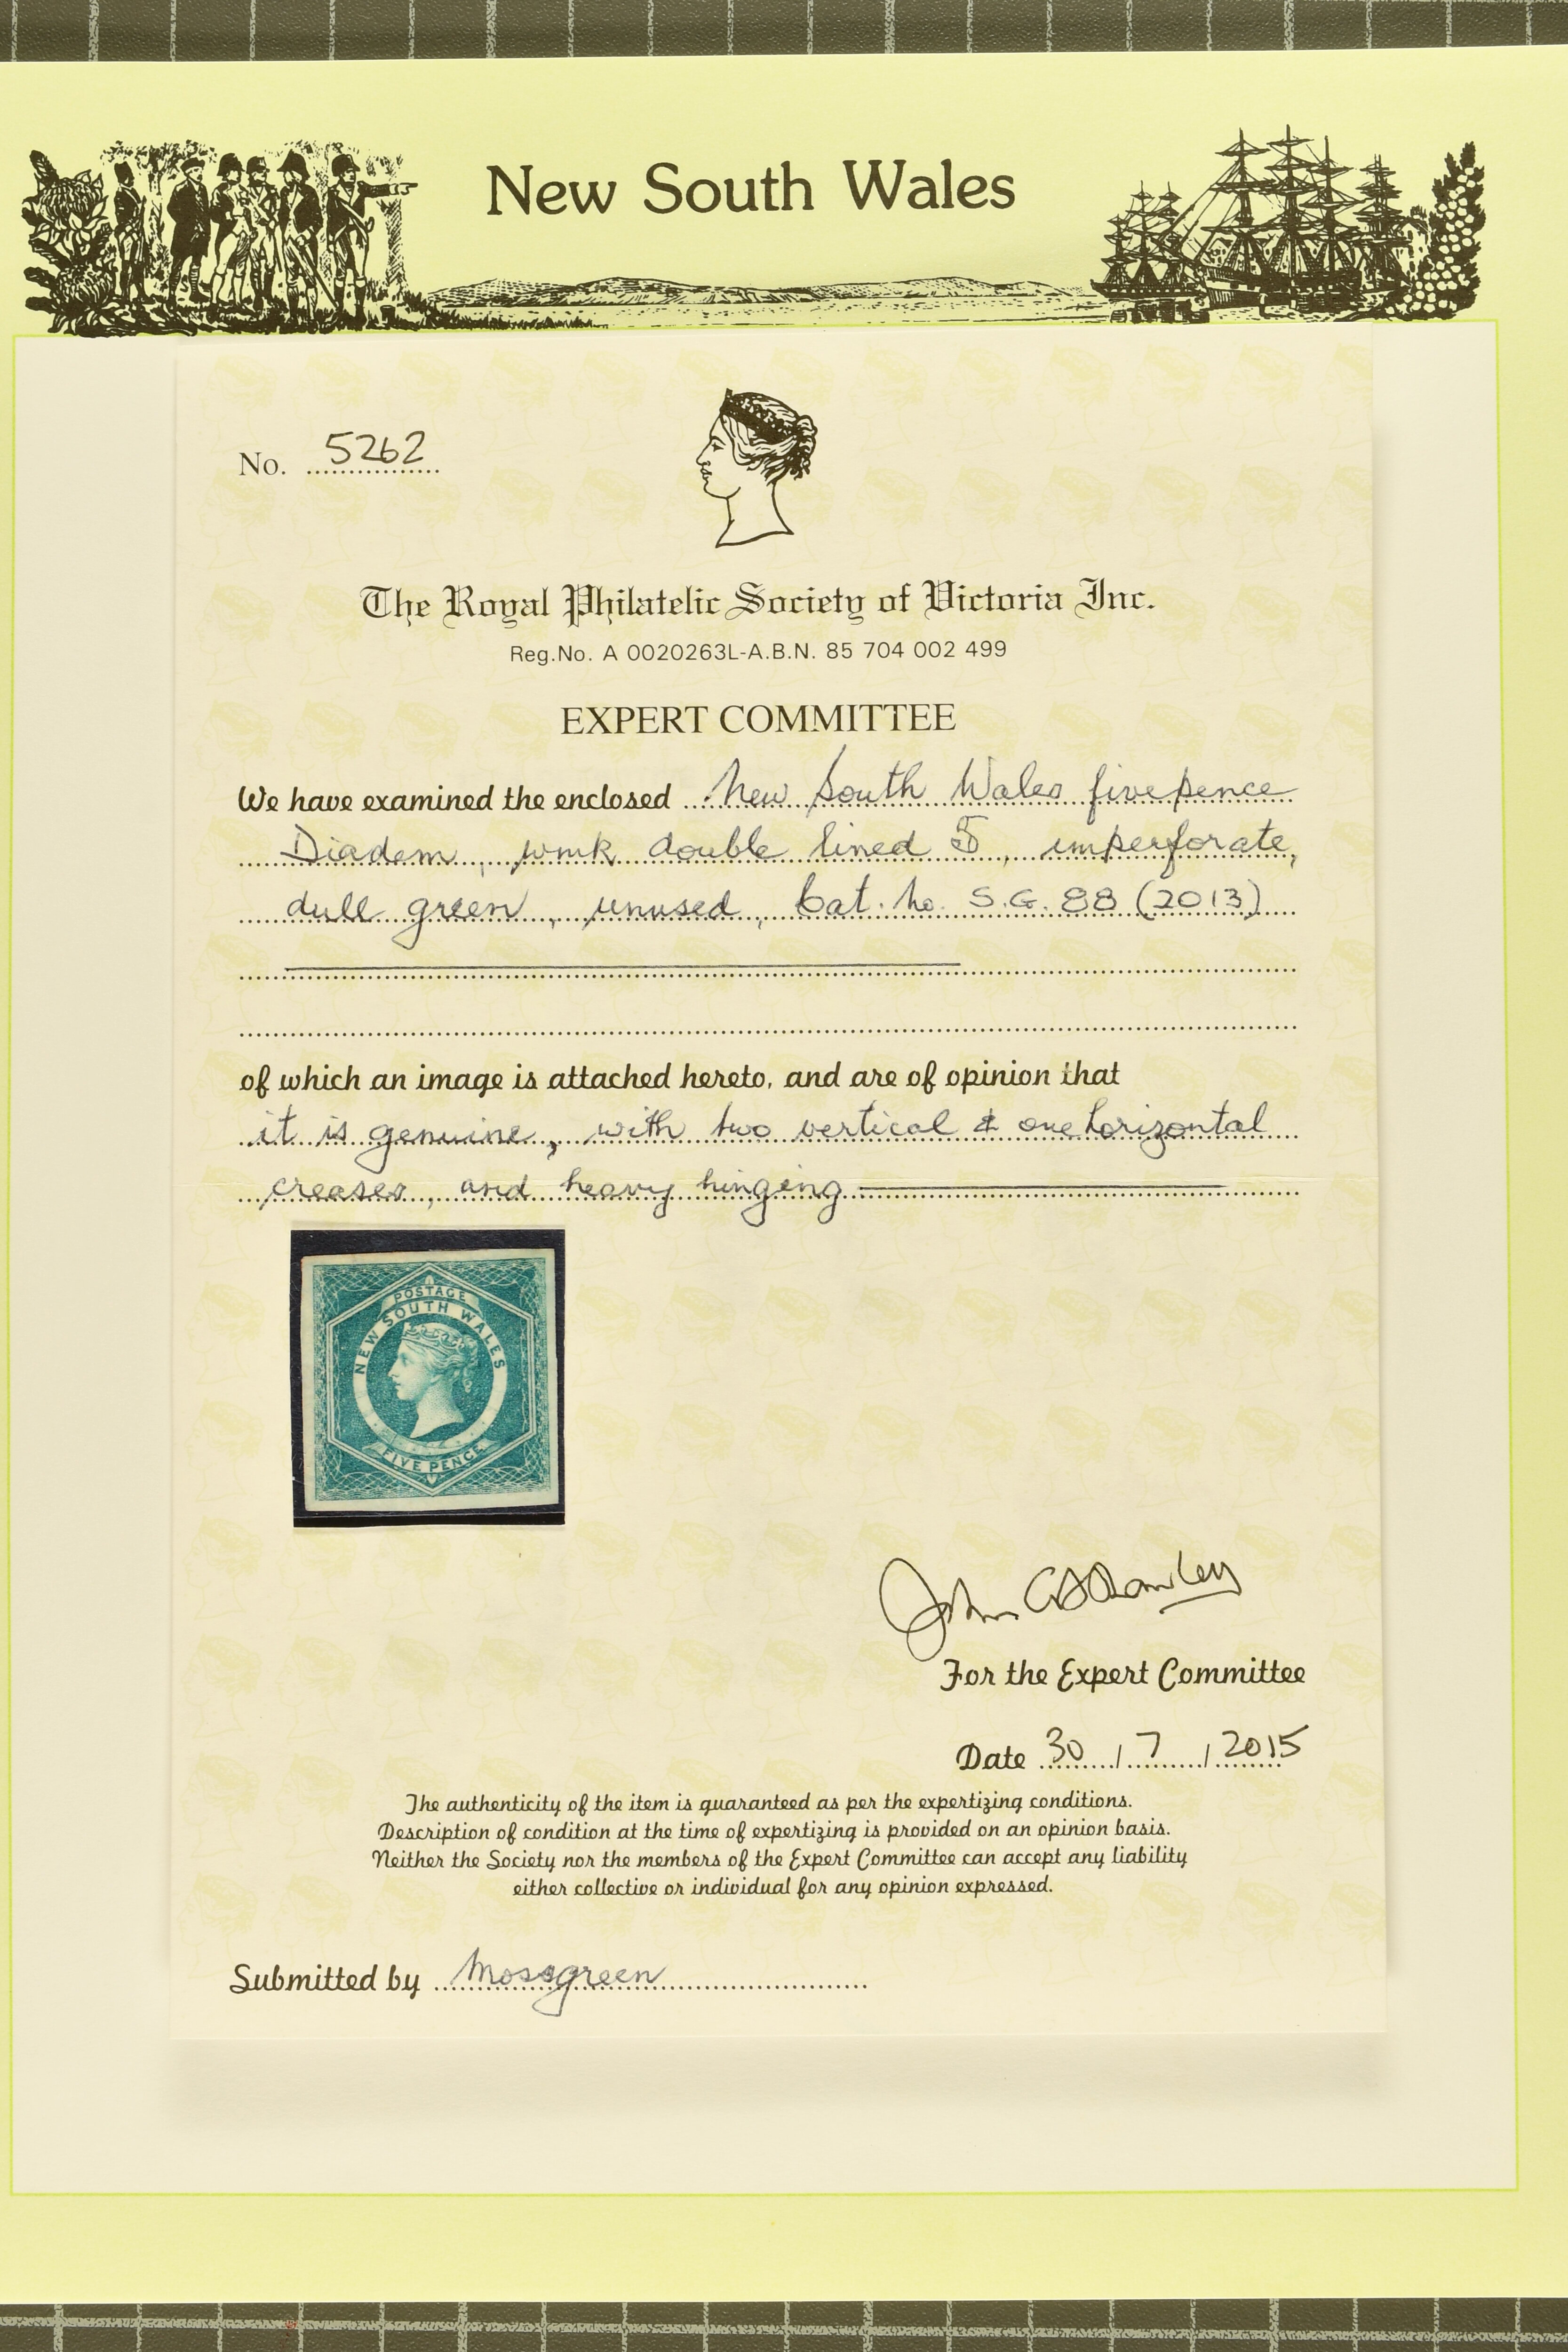 New South Wales
No. 5262
The Royal Philatelic Society of Victoria Inc.
Reg.No. A 0020263L-A.B.N. 85 704 002 499
EXPERT COMMITTEE
We have examined the enclosed New South Wales fivepence
Diadem, wmk double lined 5, imperforate,
dull green, unused, Cat. no. S.G. 88 (2013)
of which an image is attached hereto, and are of opinion that
it is genuine, with two vertical & one horizontal
creases, and heavy hinging
POSTAGE
NEW SOUTH WALES
FIVE PENCE
John
For the Expert Committee
Date 30/7/2015
The authenticity of the item is guaranteed as per the expertizing conditions.
Description of condition at the time of expertizing is provided on an opinion basis.
Neither the Society nor the members of the Expert Committee can accept any liability
either collective or individual for any opinion expressed.
Submitted by Mossgreen